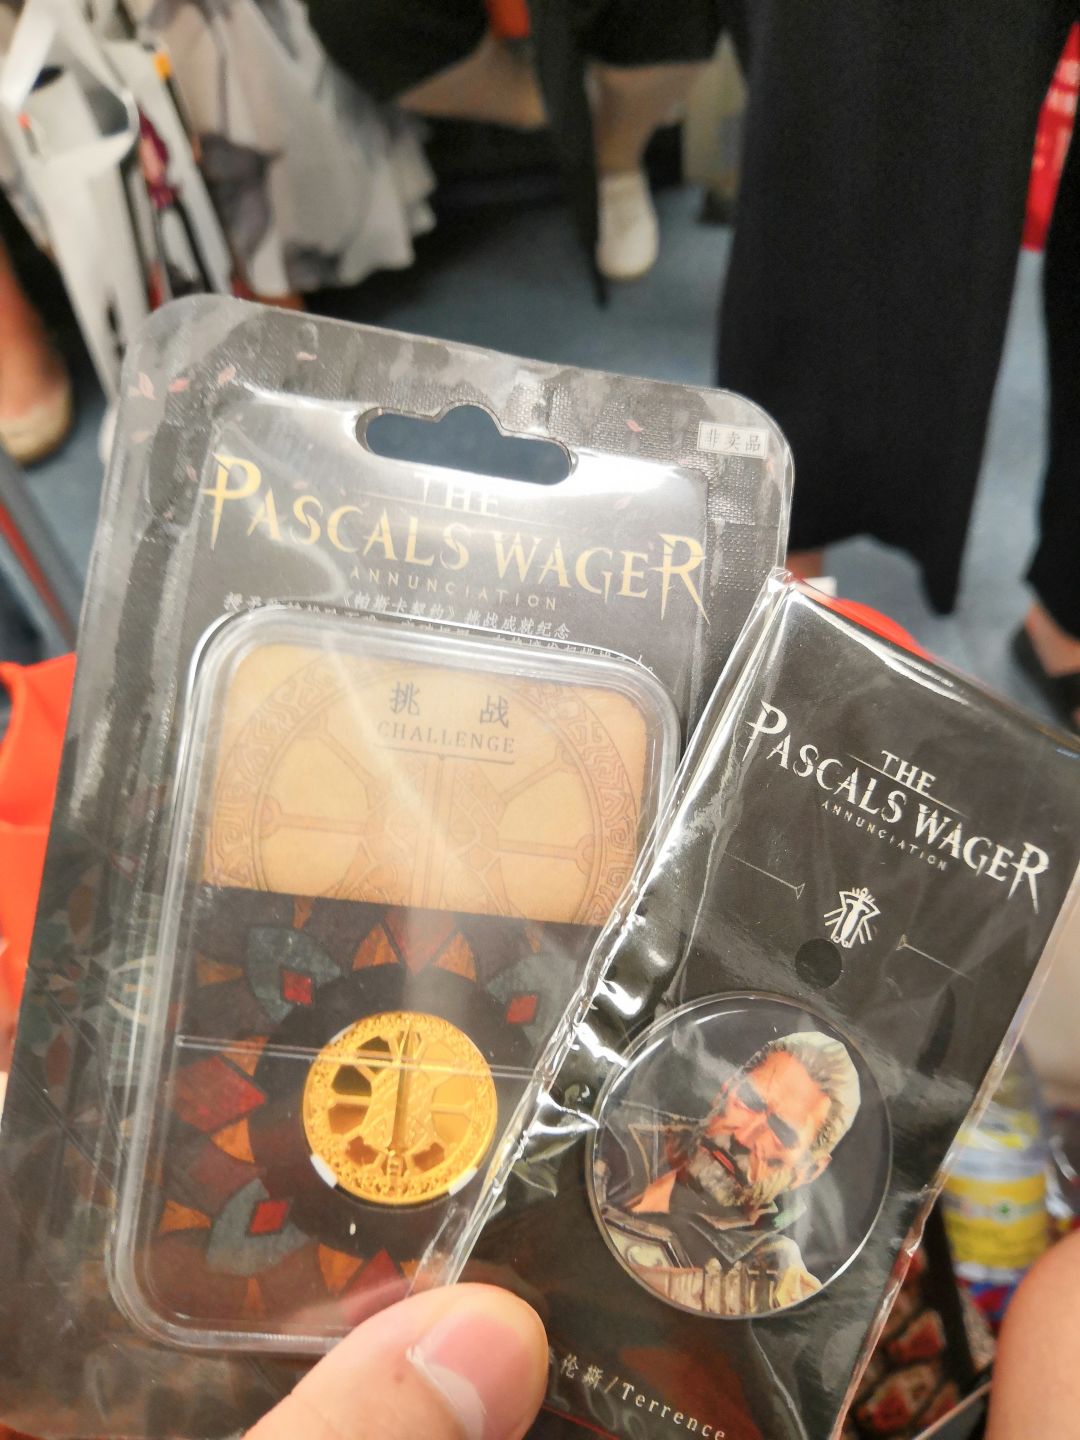 非卖品
THE
PASCALS WAGER
ANNUNCIATION
《帕斯卡契约》挑战成就纪念
挑 战
CHALLENGE
THE
PASCALS WAGER
ANNUNCIATION
伦斯/Terrence